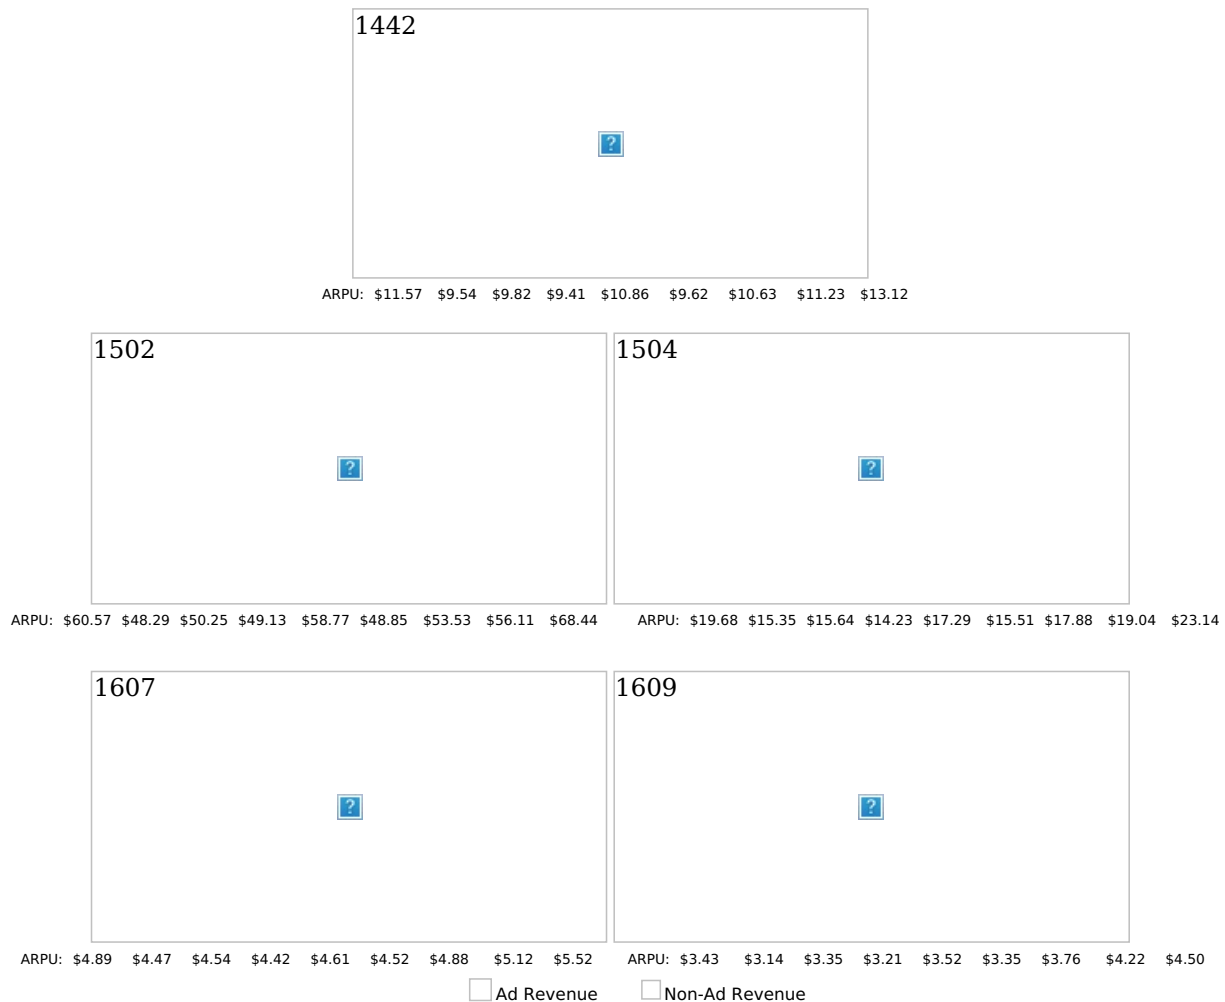 1442
ARPU: $11.57 $9.54 $9.82 $9.41 $10.86 $9.62 $10.63 $11.23 $13.12
1502
1504
ARPU: $60.57 $48.29 $50.25 $49.13 $58.77 $48.85 $53.53 $56.11 $68.44
ARPU: $19.68 $15.35 $15.64 $14.23 $17.29 $15.51 $17.88 $19.04 $23.14
1607
1609
ARPU: $4.89 $4.47 $4.54 $4.42 $4.61 $4.52 $4.88 $5.12 $5.52
ARPU: $3.43 $3.14 $3.35 $3.21 $3.52 $3.35 $3.76 $4.22 $4.50
Ad Revenue Non-Ad Revenue